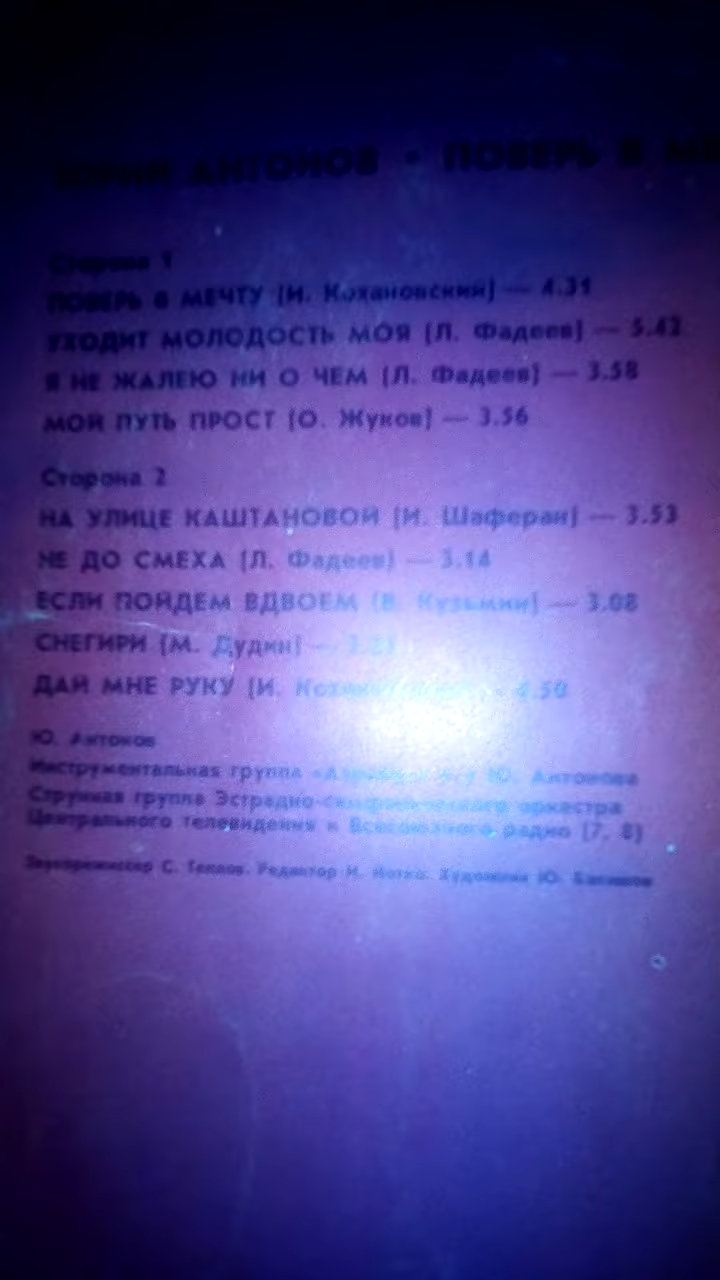 ЮРИЙ АНТОНОВ • ПОВЕРЬ В МЕ
Сторона 1
ПОВЕРЬ В МЕЧТУ (И. Кохановский) — 4.31
УХОДИТ МОЛОДОСТЬ МОЯ (Л. Фадеев) — 5.42
Я НЕ ЖАЛЕЮ НИ О ЧЕМ (Л. Фадеев) — 3.58
МОЙ ПУТЬ ПРОСТ (О. Жуков) — 3.56
Сторона 2
НА УЛИЦЕ КАШТАНОВОЙ (И. Шаферан) — 3.53
НЕ ДО СМЕХА (Л. Фадеев) — 3.14
ЕСЛИ ПОЙДЕМ ВДВОЕМ (В. Кузьмин) — 3.08
СНЕГИРИ (М. Дудин) —
ДАЙ МНЕ РУКУ (И. — 4.50
Ю. Антонов
Инструментальная группа Ю. Антонова
Струнная группа Эстрадно-симфонического оркестра
Центрального телевидения и Всесоюзного радио (7, 8)
Звукорежиссер С. Теплов. Редактор Н. Художник Ю.